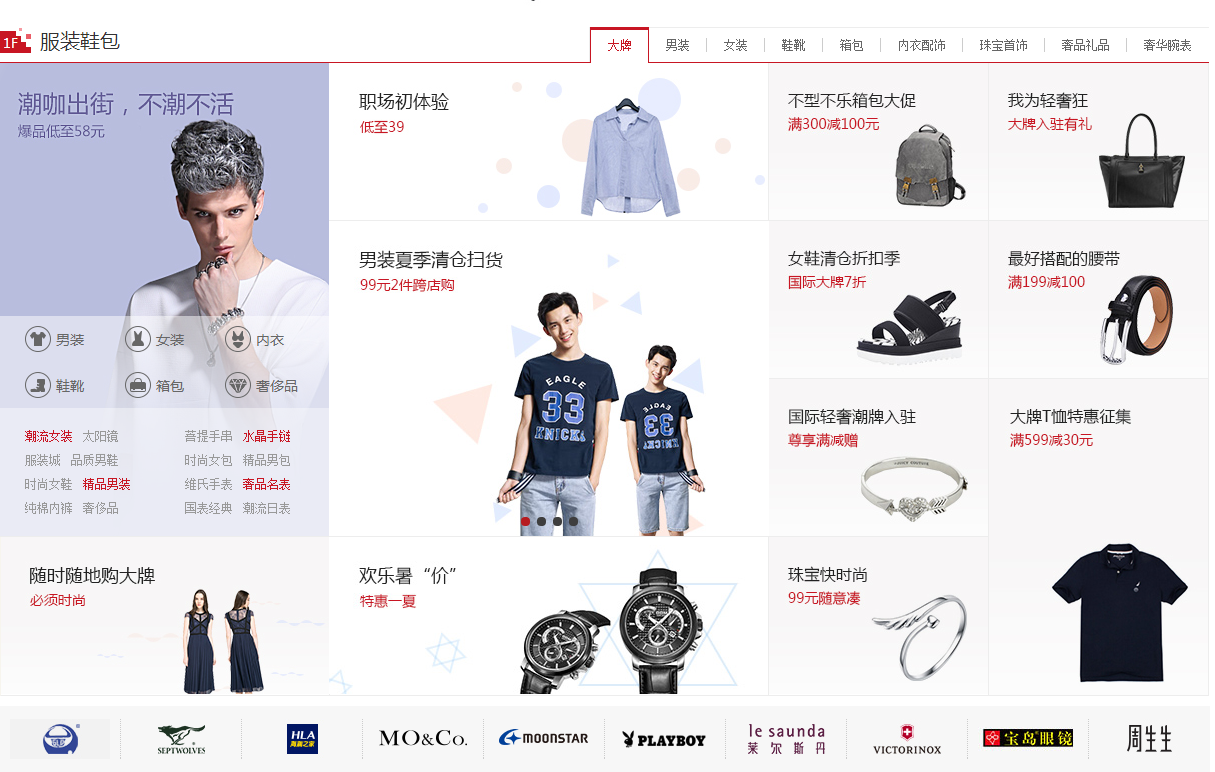 1F 服装鞋包
大牌 男装 女装 鞋靴 箱包 内衣配饰 珠宝首饰 奢品礼品 奢华腕表
潮咖出街，不潮不活
爆品低至58元
男装 女装 内衣
鞋靴 箱包 奢侈品
潮流女装 太阳镜 菩提手串 水晶手链
服装城 品质男鞋 时尚女包 精品男包
时尚女鞋 精品男装 维氏手表 奢品名表
纯棉内裤 奢侈品 国表经典 潮流日表
随时随地购大牌
必须时尚
职场初体验
低至39
男装夏季清仓扫货
99元2件跨店购
EAGLE
33
KNICK
欢乐暑“价”
特惠一夏
不型不乐箱包大促
满300减100元
我为轻奢狂
大牌入驻有礼
女鞋清仓折扣季
国际大牌7折
最好搭配的腰带
满199减100
国际轻奢潮牌入驻
尊享满减赠
大牌T恤特惠征集
满599减30元
珠宝快时尚
99元随意凑
SEPTWOLVES
HLA
海澜之家
MO&Co.
MOONSTAR
PLAYBOY
le saunda
莱尔斯丹
VICTORINOX
宝岛眼镜
周生生